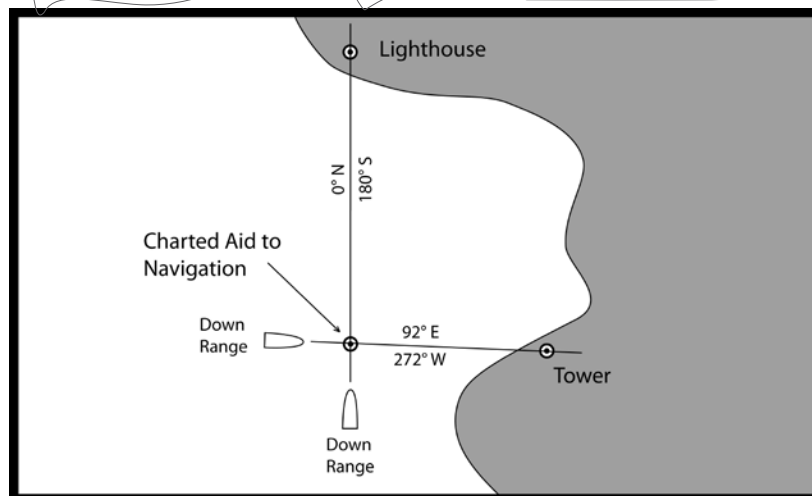 Lighthouse
0° N
180° S
Charted Aid to
Navigation
Down
Range
92° E
272° W
Tower
Down
Range